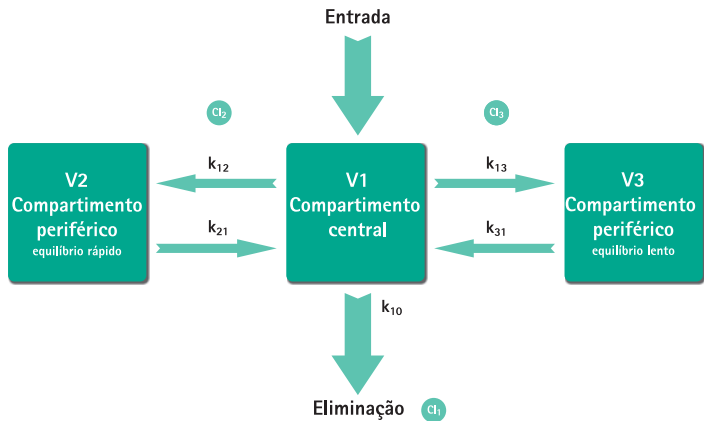 Entrada
Cl₂
Cl₃
k₁₂
k₁₃
V2
Compartimento
periférico
equilíbrio rápido
V1
Compartimento
central
V3
Compartimento
periférico
equilíbrio lento
k₂₁
k₃₁
k₁₀
Eliminação
Cl₁